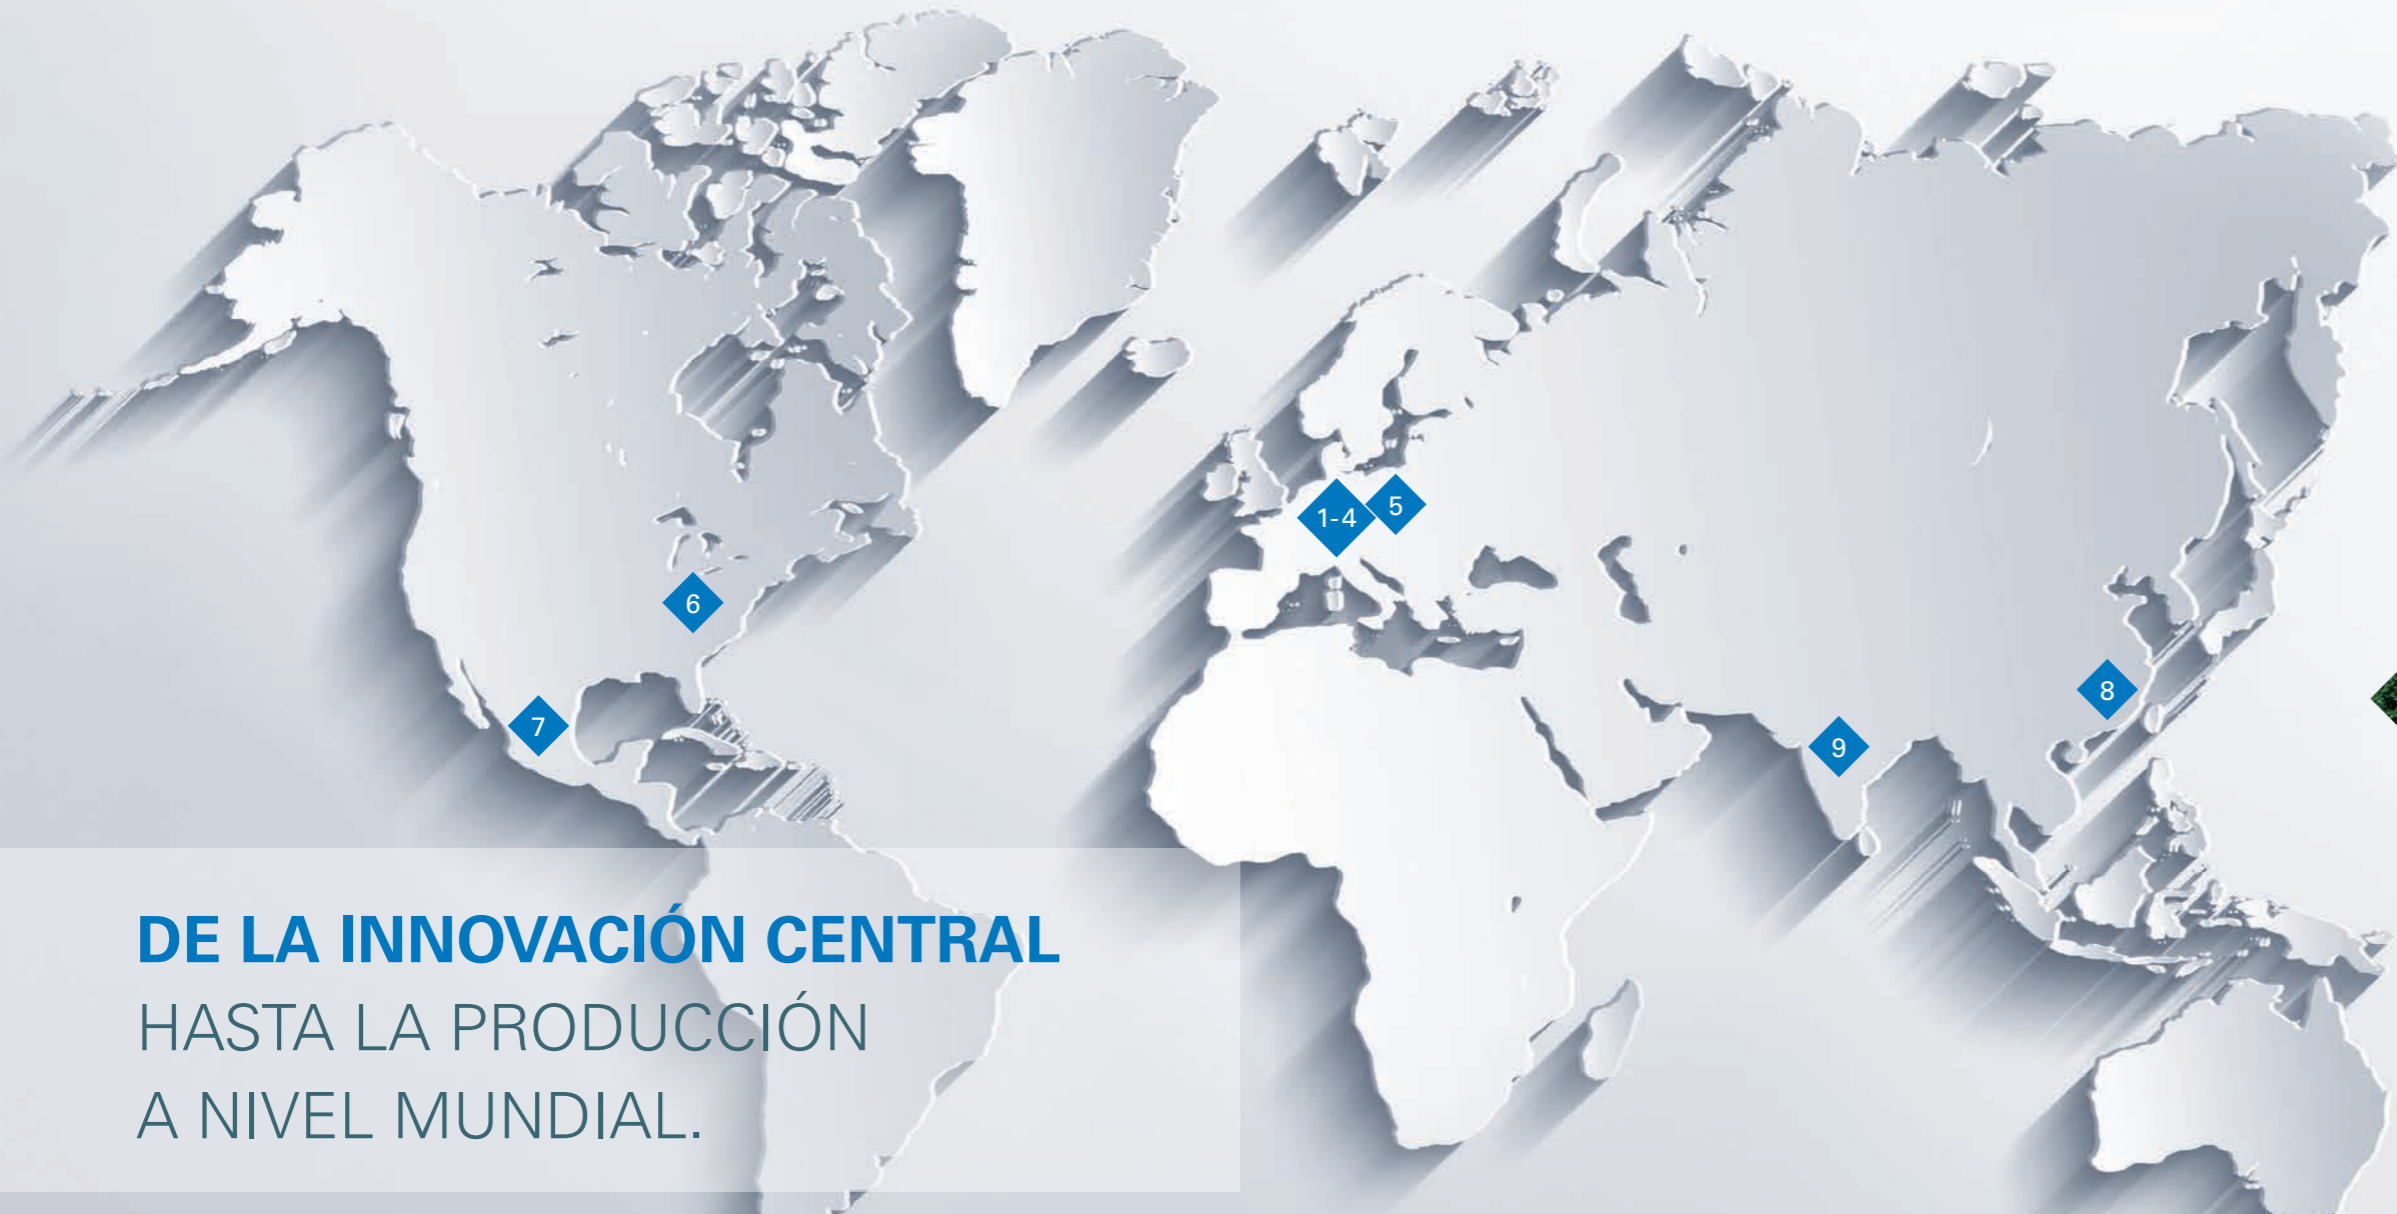 1-4
5
6
7
8
9
DE LA INNOVACIÓN CENTRAL
HASTA LA PRODUCCIÓN
A NIVEL MUNDIAL.